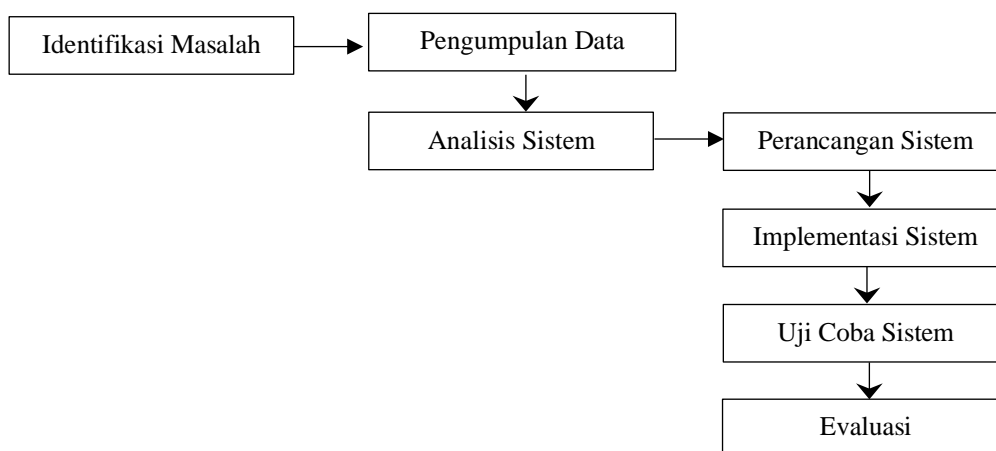 Identifikasi Masalah
Pengumpulan Data
Analisis Sistem
Perancangan Sistem
Implementasi Sistem
Uji Coba Sistem
Evaluasi